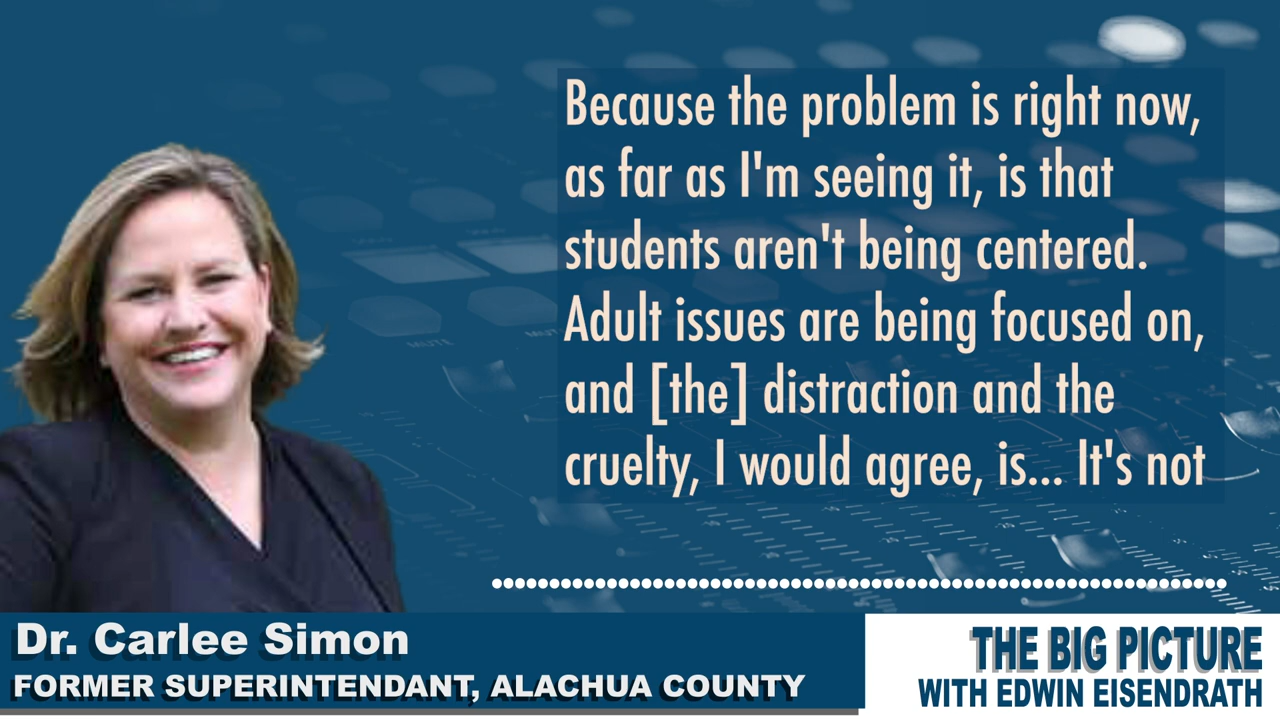 Because the problem is right now,
as far as I'm seeing it, is that
students aren't being centered.
Adult issues are being focused on,
and [the] distraction and the
cruelty, I would agree, is... It's not
MUTE
Dr. Carlee Simon
FORMER SUPERINTENDANT, ALACHUA COUNTY
THE BIG PICTURE
WITH EDWIN EISENDRATH